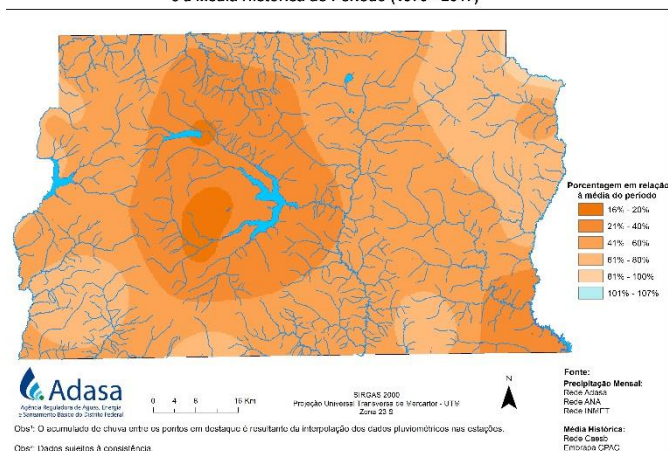 e a Média Histórica do Período (1979 - 2017)
Porcentagem em relação
à média do período
16% - 20%
21% - 40%
41% - 60%
61% - 80%
81% - 100%
101% - 107%
Adasa
Agência Reguladora de Águas, Energia
e Saneamento Básico do Distrito Federal
0 4 8 16 Km
SIRGAS 2000
Projeção Universal Transversa de Mercartor - UTM
Zona 23 S
N
Fonte:
Precipitação Mensal:
Rede Adasa
Rede ANA
Rede INMET
Média Histórica:
Rede Caesb
Embrapa CPAC
Obs¹: O acumulado de chuva entre os pontos em destaque é resultante da interpolação dos dados pluviométricos nas estações.
Obs²: Dados sujeitos à consistência.